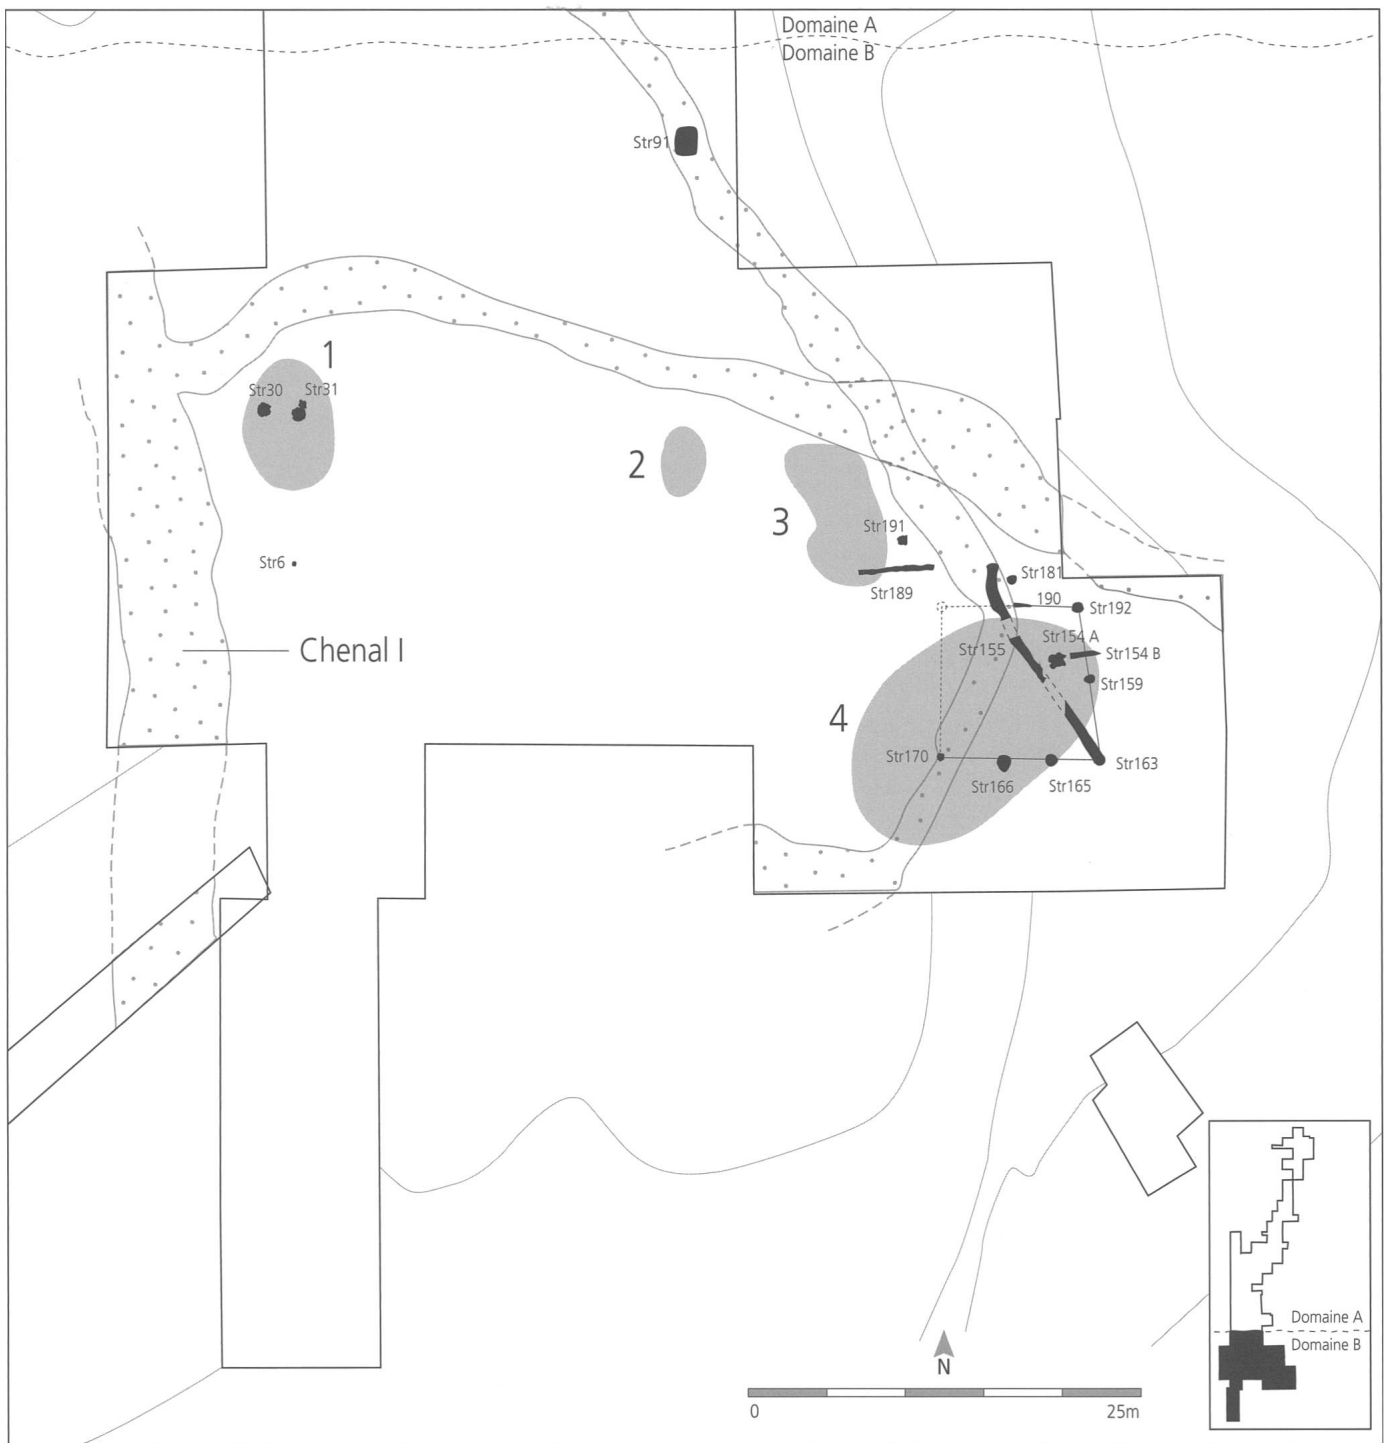 Domaine A
Domaine B
Str91
1
Str30
Str31
2
3
Str191
Str6
Str189
Str181
190
Str192
Chenal I
Str154 A
Str155
Str154 B
Str159
4
Str170
Str163
Str166
Str165
Domaine A
Domaine B
N
0
25m